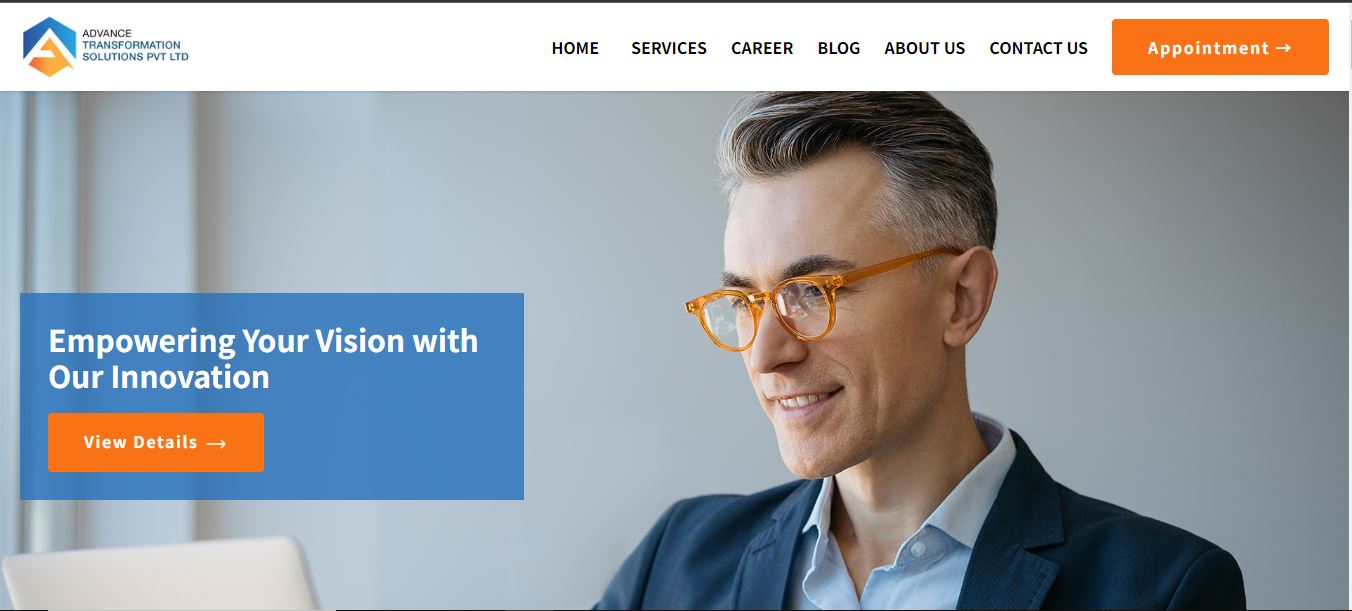 ADVANCE
TRANSFORMATION
SOLUTIONS PVT LTD
HOME SERVICES CAREER BLOG ABOUT US CONTACT US Appointment →
Empowering Your Vision with
Our Innovation
View Details →